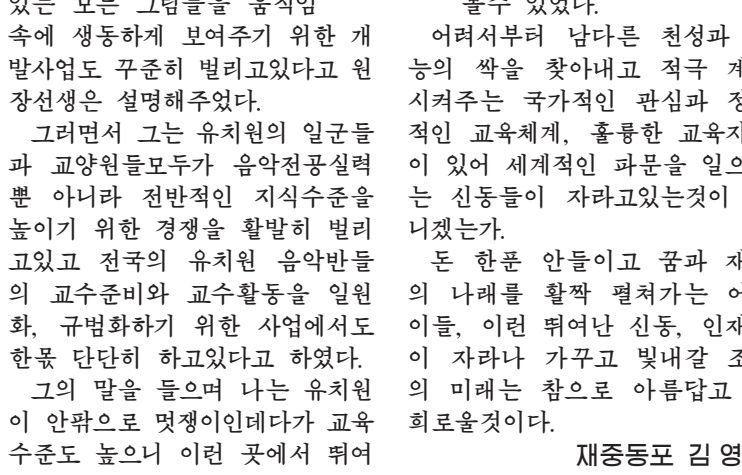 있는 모든 그림들을 움직임
속에 생동하게 보여주기 위한 개
발사업도 꾸준히 벌리고있다고 원
장선생은 설명해주었다.
그러면서 그는 유치원의 일군들
과 교양원들모두가 음악전공실력
뿐 아니라 전반적인 지식수준을
높이기 위한 경쟁을 활발히 벌리
고있고 전국의 유치원 음악반들
의 교수준비와 교수활동을 일원
화, 규범화하기 위한 사업에서도
한몫 단단히 하고있다고 하였다.
그의 말을 들으며 나는 유치원
이 안팎으로 멋쟁이인데다가 교육
수준도 높으니 이런 곳에서 뛰여
볼수 있었다.
어려서부터 남다른 천성과
능의 싹을 찾아내고 적극
시켜주는 국가적인 관심과
적인 교육체계, 훌륭한
이 있어 세계적인 파문을
는 신동들이 자라고있는것이
니겠는가.
돈 한푼 안들이고 꿈과
의 나래를 활짝 펼쳐가는
이들, 이런 뛰여난 신동,
이 자라나 가꾸고 빛내갈
의 미래는 참으로 아름답고
희로울것이다.
재중동포 김 영